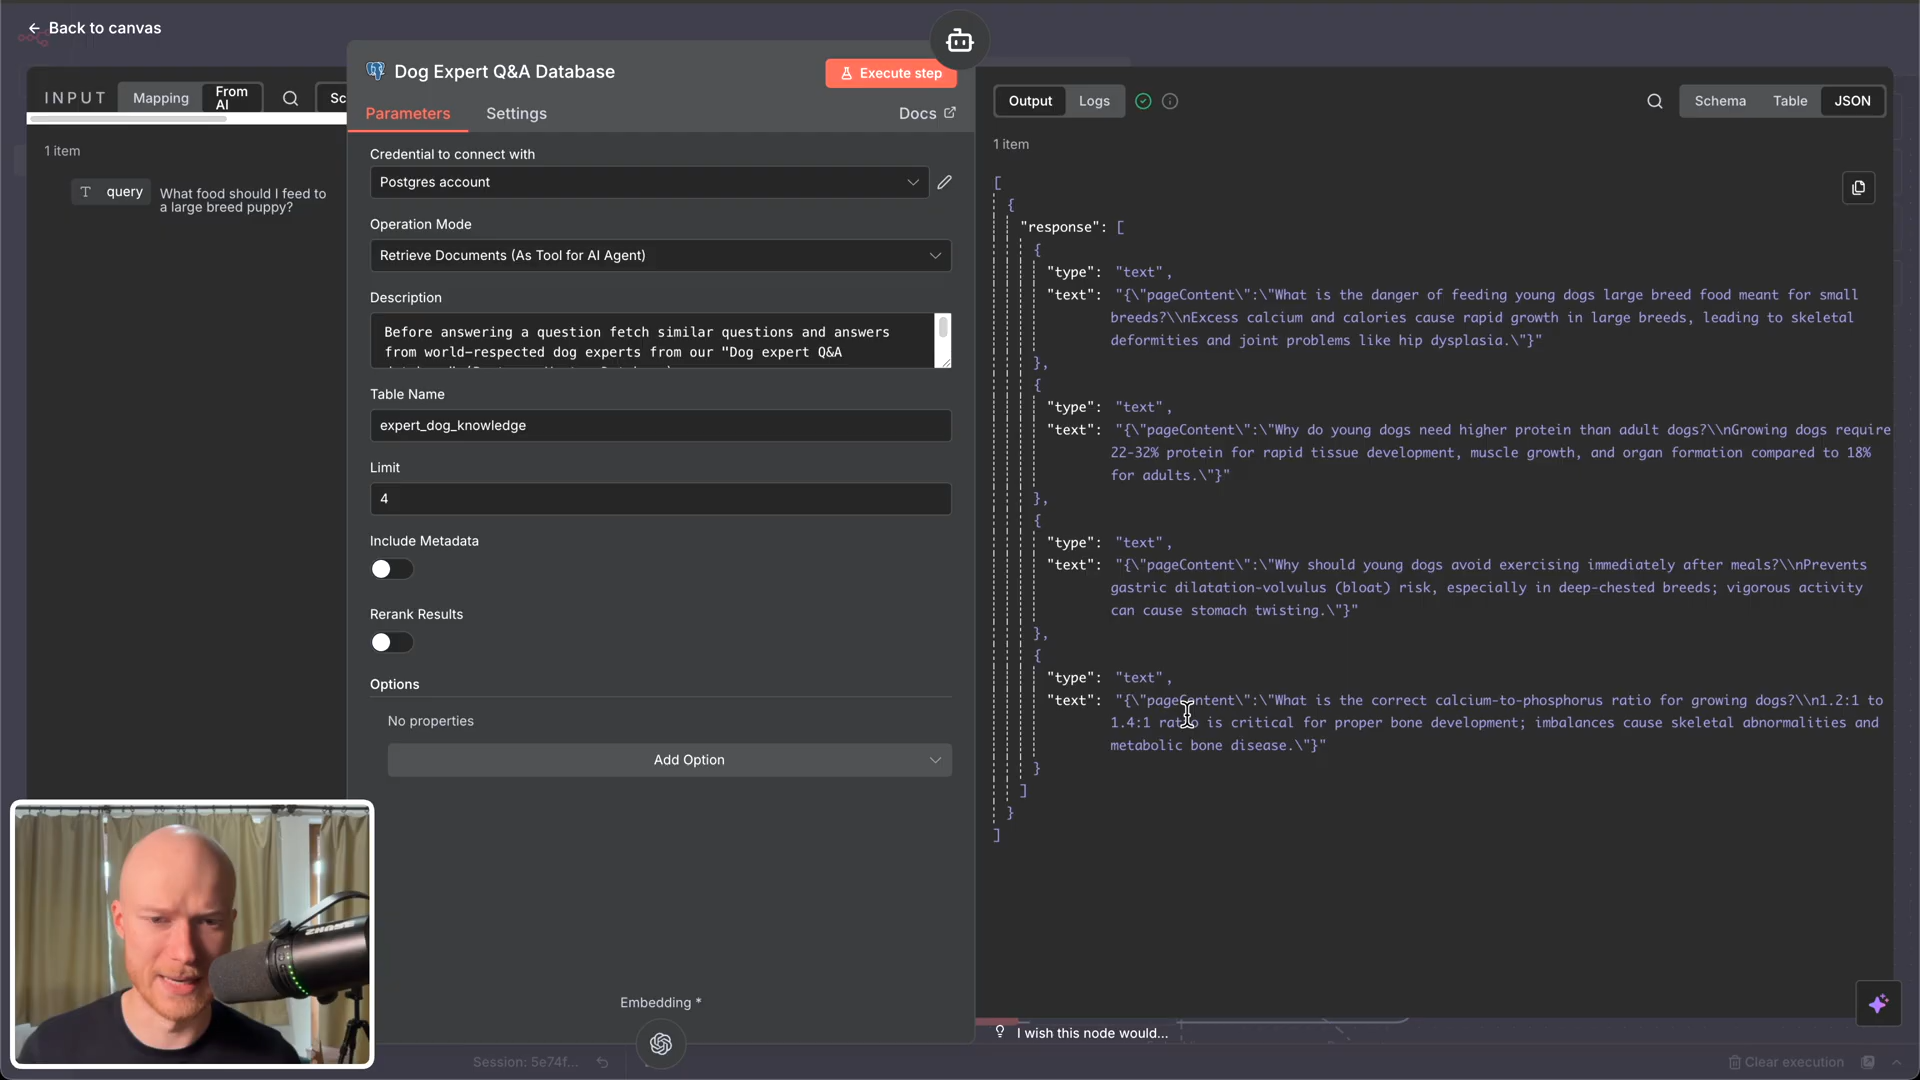 Back to canvas
INPUT
Mapping
From AI
Sc
1 item
T query
What food should I feed to
a large breed puppy?
Dog Expert Q&A Database
Execute step
Parameters
Settings
Docs
Credential to connect with
Postgres account
Operation Mode
Retrieve Documents (As Tool for AI Agent)
Description
Before answering a question fetch similar questions and answers
from world-respected dog experts from our "Dog expert Q&A
Table Name
expert_dog_knowledge
Limit
4
Include Metadata
Rerank Results
Options
No properties
Add Option
Embedding *
Session: 5e74f...
Output
Logs
Schema
Table
JSON
1 item
[
{
"response": [
{
"type": "text",
"text": "{\"pageContent\":\"What is the danger of feeding young dogs large breed food meant for small
breeds?\\nExcess calcium and calories cause rapid growth in large breeds, leading to skeletal
deformities and joint problems like hip dysplasia.\"}"
},
{
"type": "text",
"text": "{\"pageContent\":\"Why do young dogs need higher protein than adult dogs?\\nGrowing dogs require
22-32% protein for rapid tissue development, muscle growth, and organ formation compared to 18%
for adults.\"}"
},
{
"type": "text",
"text": "{\"pageContent\":\"Why should young dogs avoid exercising immediately after meals?\\nPrevents
gastric dilatation-volvulus (bloat) risk, especially in deep-chested breeds; vigorous activity
can cause stomach twisting.\"}"
},
{
"type": "text",
"text": "{\"pageContent\":\"What is the correct calcium-to-phosphorus ratio for growing dogs?\\n1.2:1 to
1.4:1 ratio is critical for proper bone development; imbalances cause skeletal abnormalities and
metabolic bone disease.\"}"
}
]
}
]
I wish this node would...
Clear execution